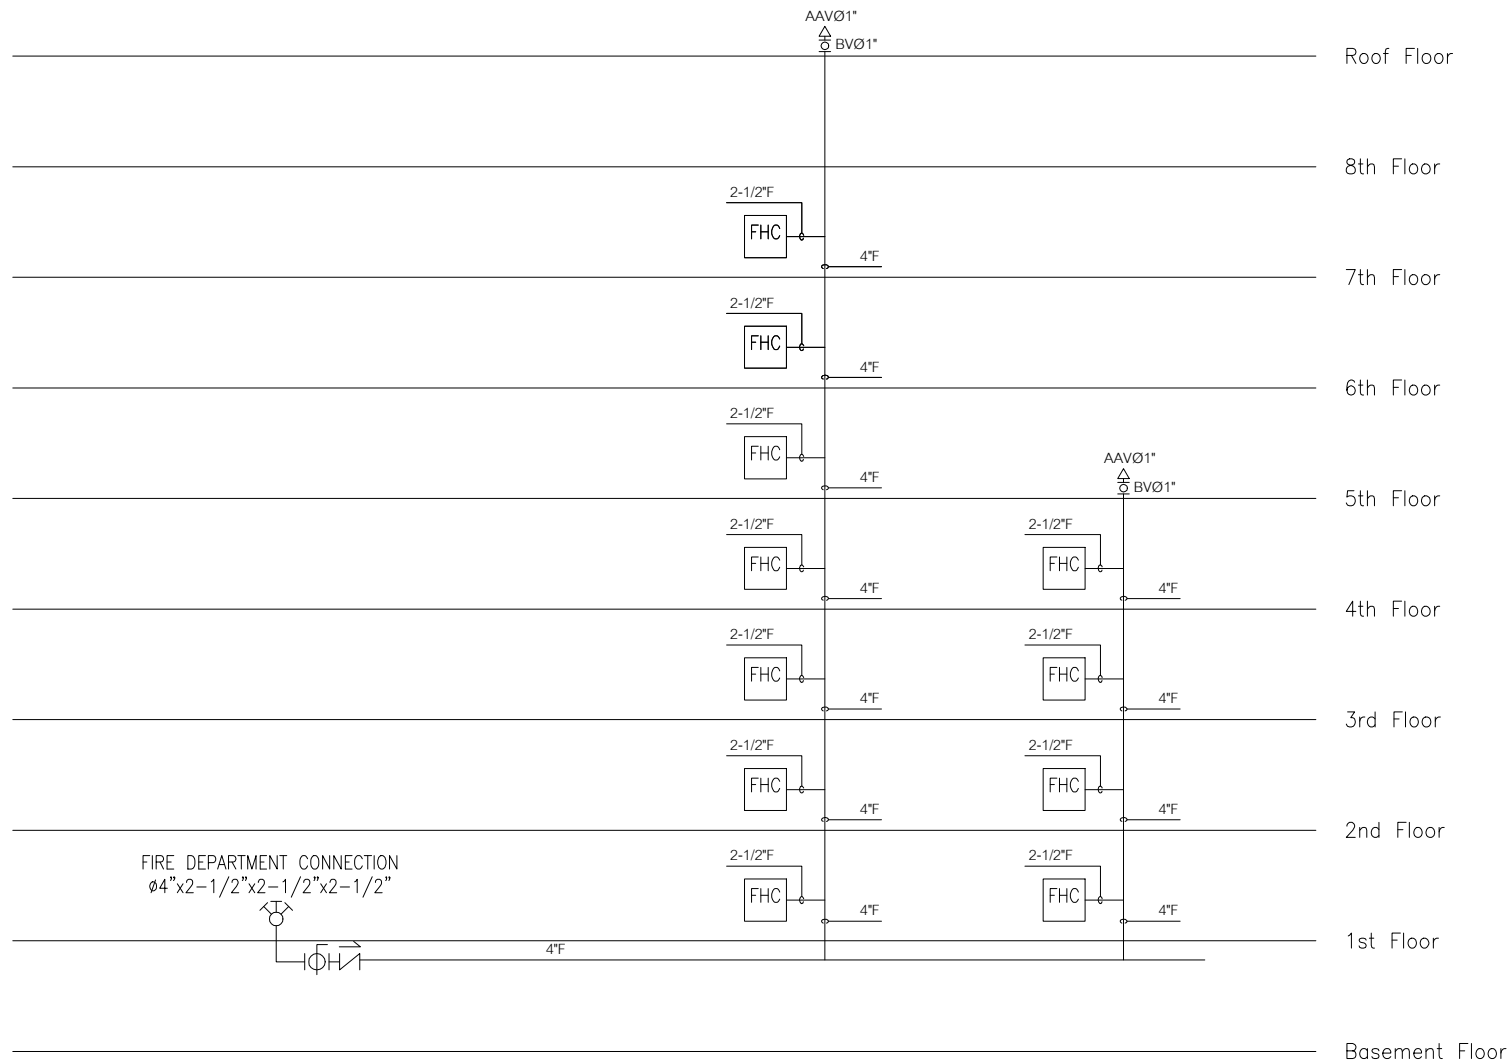 AAVØ1"
BVØ1"
Roof Floor
8th Floor
2-1/2"F
FHC
4"F
7th Floor
2-1/2"F
FHC
4"F
6th Floor
2-1/2"F
FHC
AAVØ1"
4"F
BVØ1"
5th Floor
2-1/2"F
2-1/2"F
FHC
FHC
4"F
4"F
4th Floor
2-1/2"F
2-1/2"F
FHC
FHC
4"F
4"F
3rd Floor
2-1/2"F
2-1/2"F
FHC
FHC
4"F
4"F
2nd Floor
FIRE DEPARTMENT CONNECTION
ø4"x2-1/2"x2-1/2"x2-1/2"
2-1/2"F
2-1/2"F
FHC
FHC
4"F
4"F
1st Floor
4"F
Basement Floor